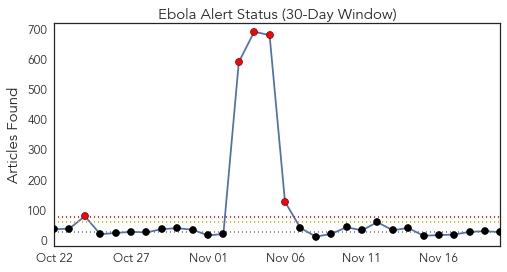 Ebola Alert Status (30-Day Window)
Articles Found
700
600
500
400
300
200
100
0
Oct 22
Oct 27
Nov 01
Nov 06
Nov 11
Nov 16